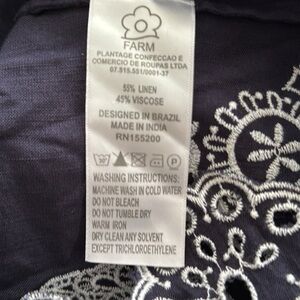 FARM
PLANTAGE CONFECCAO E
COMERCIO DE ROUPAS LTDA
07.515.551/0001-37
55% LINEN
45% VISCOSE
DESIGNED IN BRAZIL
MADE IN INDIA
RN155200
WASHING INSTRUCTIONS:
MACHINE WASH IN COLD WATER
DO NOT BLEACH
DO NOT TUMBLE DRY
WARM IRON
DRY CLEAN ANY SOLVENT
EXCEPT TRICHLOROETHYLENE